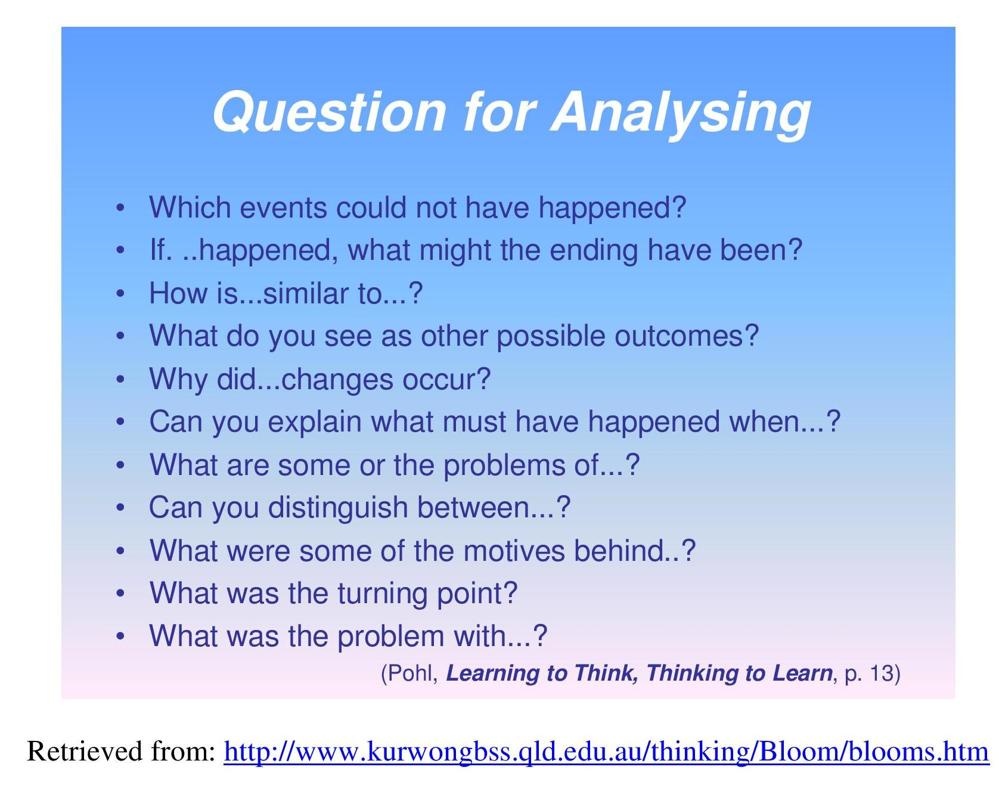 Question for Analysing
• Which events could not have happened?
• If. ..happened, what might the ending have been?
• How is...similar to...?
• What do you see as other possible outcomes?
• Why did...changes occur?
• Can you explain what must have happened when...?
• What are some or the problems of...?
• Can you distinguish between...?
• What were some of the motives behind..?
• What was the turning point?
• What was the problem with...?
(Pohl, Learning to Think, Thinking to Learn, p. 13)
Retrieved from: http://www.kurwongbss.qld.edu.au/thinking/Bloom/blooms.htm